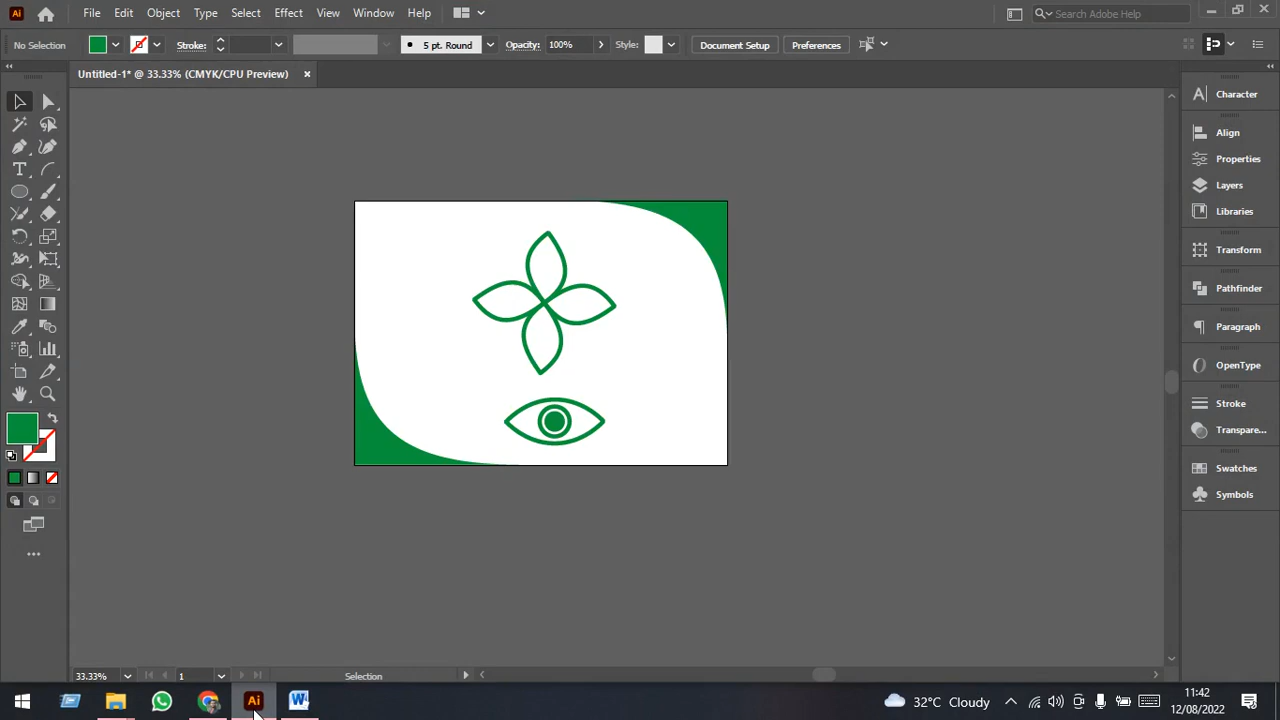 Ai File Edit Object Type Select Effect View Window Help Search Adobe Help
No Selection Stroke: 5 pt. Round Opacity: 100% Style: Document Setup Preferences
Untitled-1* @ 33.33% (CMYK/CPU Preview) ×
Character
Align
Properties
Layers
Libraries
Transform
Pathfinder
Paragraph
OpenType
Stroke
Transpare...
Swatches
Symbols
33.33% 1 Selection
Ai W 32°C Cloudy 11:42
12/08/2022